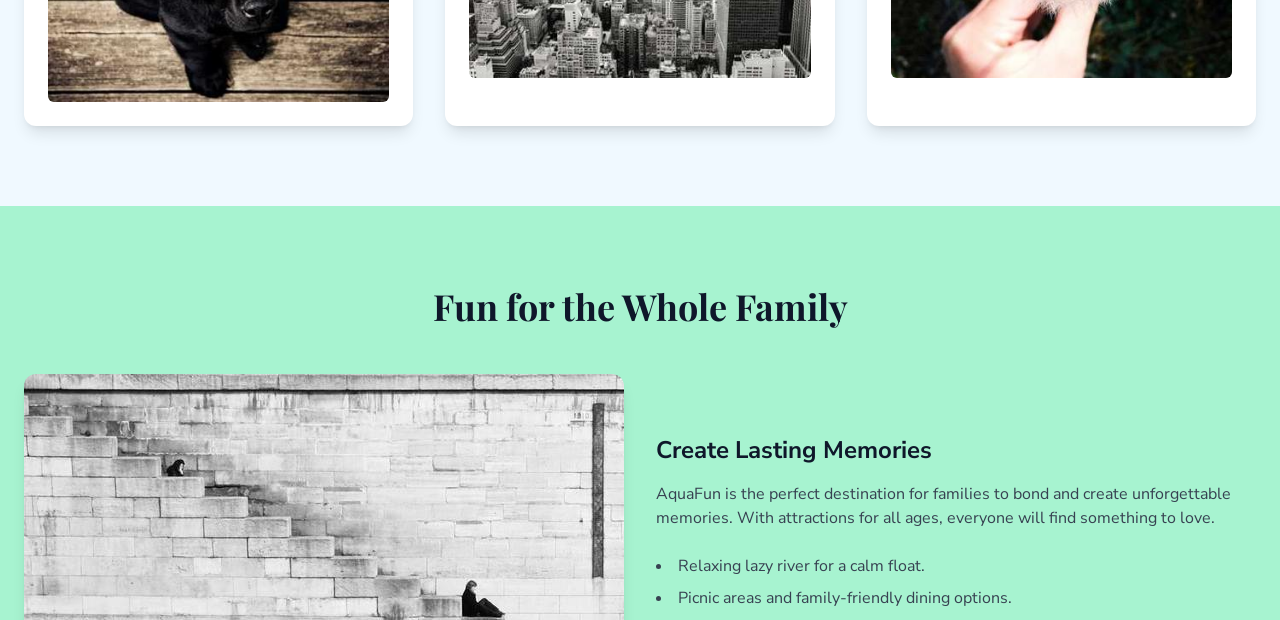 Fun for the Whole Family
Create Lasting Memories
AquaFun is the perfect destination for families to bond and create unforgettable
memories. With attractions for all ages, everyone will find something to love.
• Relaxing lazy river for a calm float.
• Picnic areas and family-friendly dining options.